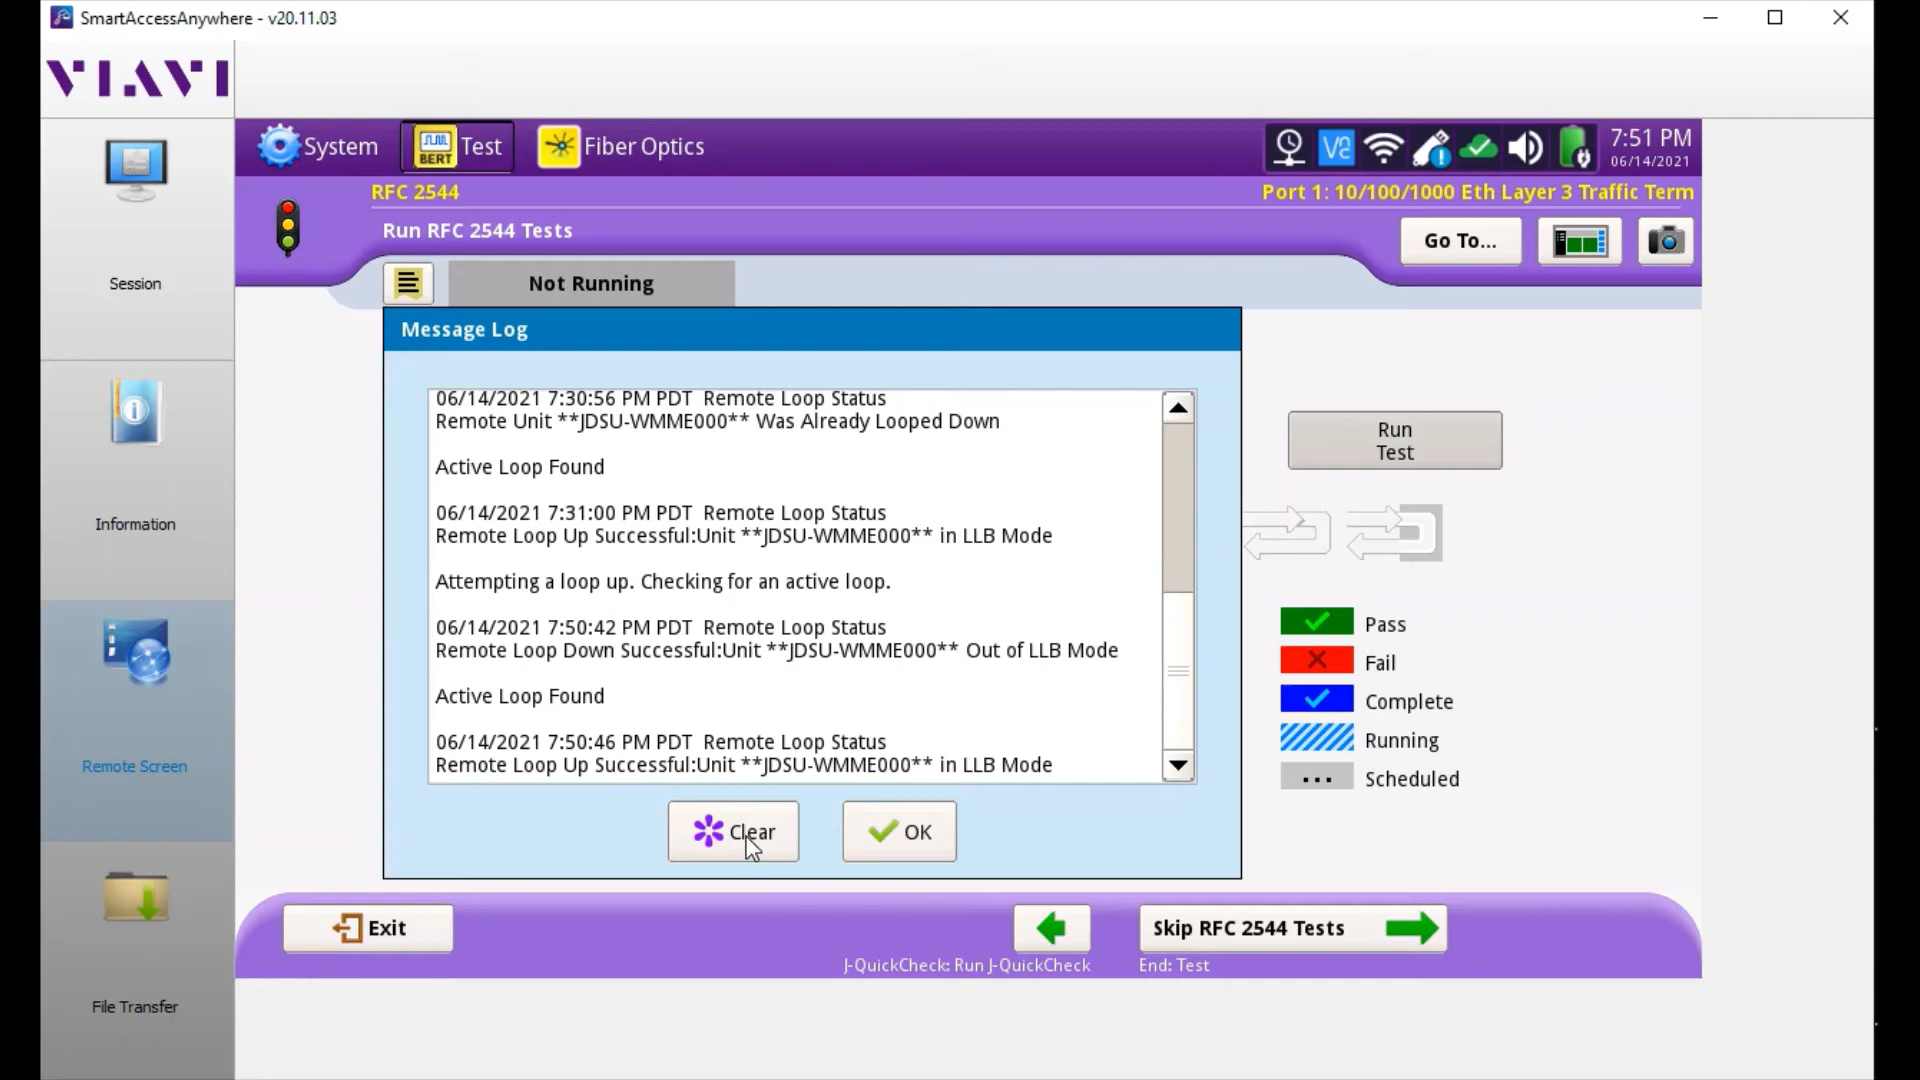 SmartAccessAnywhere - v20.11.03
VIAVI
Session
Information
Remote Screen
File Transfer
System
BERT
Test
Fiber Optics
7:51 PM
06/14/2021
RFC 2544
Port 1: 10/100/1000 Eth Layer 3 Traffic Term
Run RFC 2544 Tests
Go To...
Not Running
Message Log
06/14/2021 7:30:56 PM PDT  Remote Loop Status
Remote Unit **JDSU-WMME000** Was Already Looped Down
Active Loop Found
06/14/2021 7:31:00 PM PDT  Remote Loop Status
Remote Loop Up Successful:Unit **JDSU-WMME000** in LLB Mode
Attempting a loop up. Checking for an active loop.
06/14/2021 7:50:42 PM PDT  Remote Loop Status
Remote Loop Down Successful:Unit **JDSU-WMME000** Out of LLB Mode
Active Loop Found
06/14/2021 7:50:46 PM PDT  Remote Loop Status
Remote Loop Up Successful:Unit **JDSU-WMME000** in LLB Mode
Clear
OK
Run
Test
Pass
Fail
Complete
Running
... Scheduled
Exit
Skip RFC 2544 Tests
J-QuickCheck: Run J-QuickCheck
End: Test